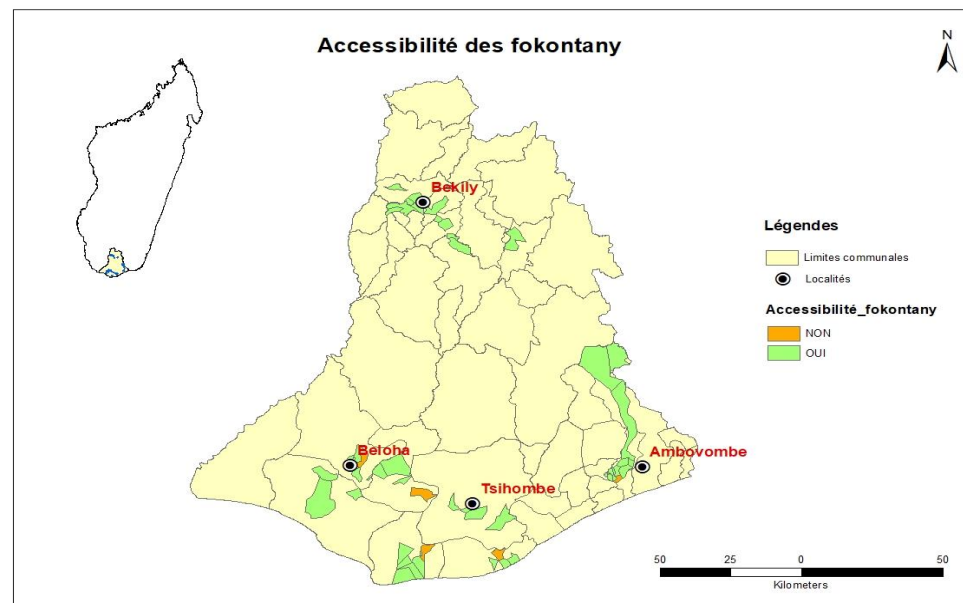 Accessibilité des fokontany
N
Bekily
Légendes
Limites communales
Localités
Accessibilité_fokontany
NON
OUI
Beloha
Ambovombe
Tsihombe
50 25 0 50
Kilometers